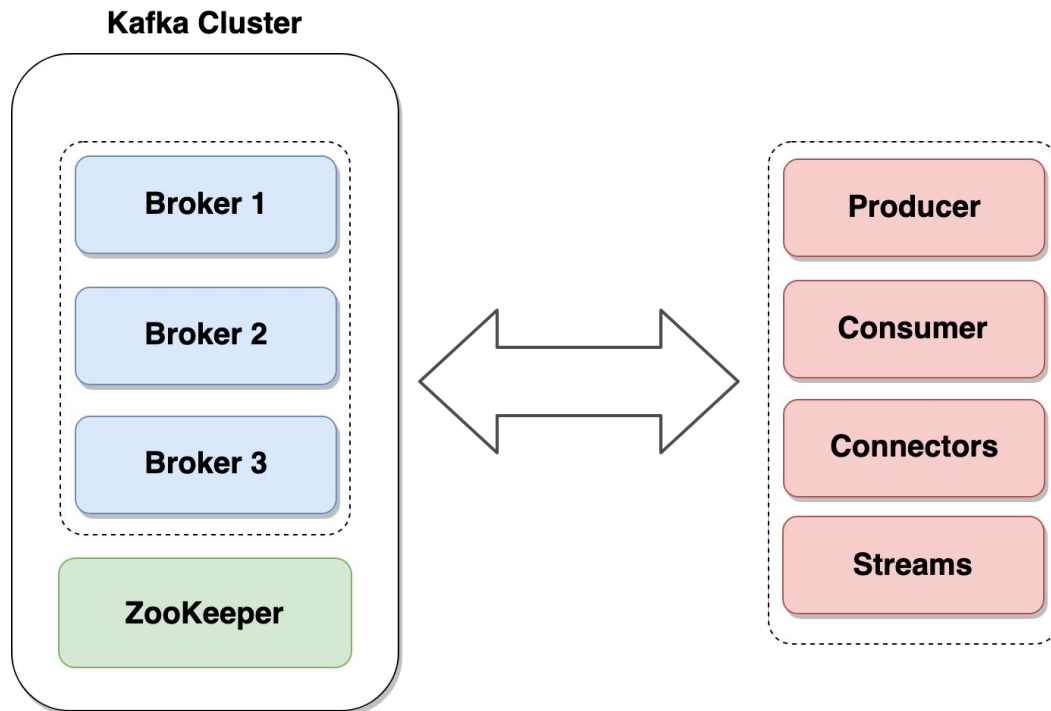 Kafka Cluster
Broker 1
Broker 2
Broker 3
ZooKeeper
Producer
Consumer
Connectors
Streams